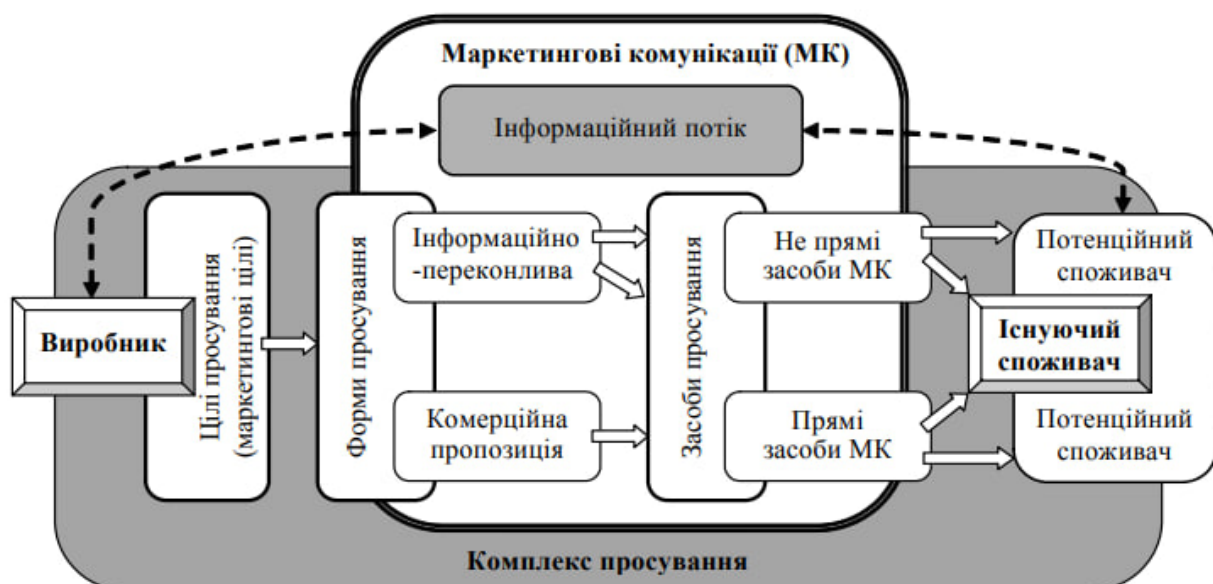 Маркетингові комунікації (МК)
Інформаційний потік
Виробник
Цілі просування
(маркетингові цілі)
Форми просування
Інформаційно
-переконлива
Комерційна
пропозиція
Засоби просування
Не прямі
засоби МК
Прямі
засоби МК
Потенційний
споживач
Існуючий
споживач
Потенційний
споживач
Комплекс просування